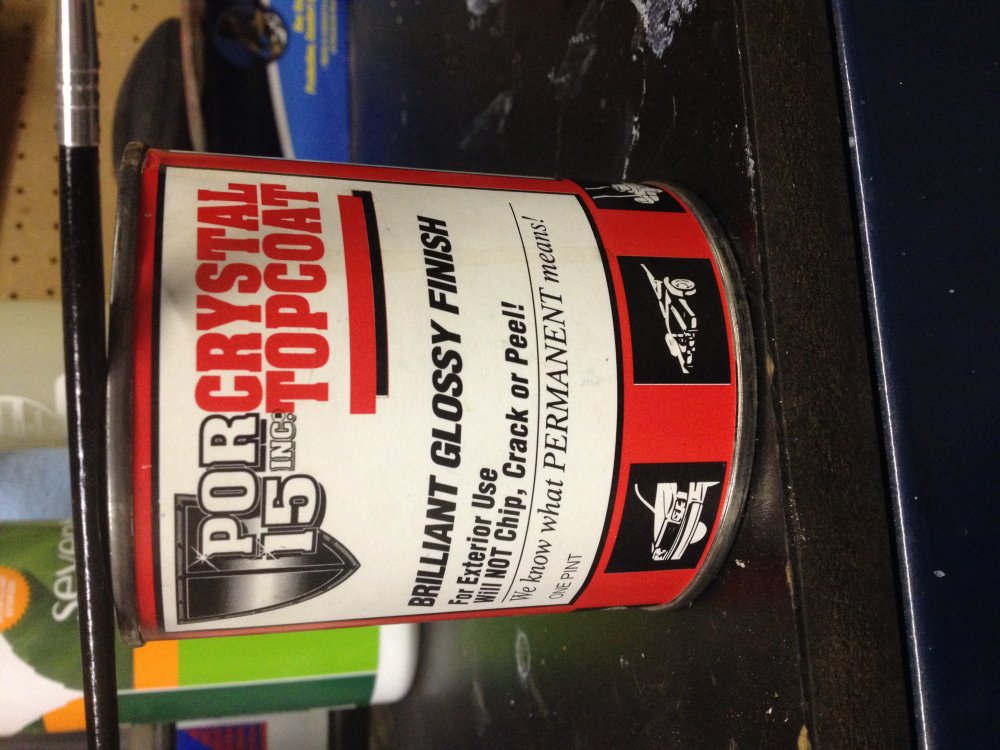 POR
15 INC.
CRYSTAL
TOPCOAT
BRILLIANT GLOSSY FINISH
For Exterior Use
Will NOT Chip, Crack or Peel!
We know what PERMANENT means!
ONE PINT